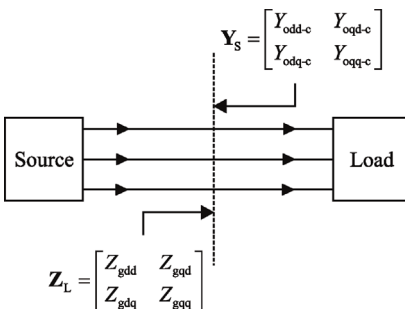 Y_S = [Y_odd-c Y_oqd-c
Y_odq-c Y_oqq-c]
Source
Load
Z_L = [Z_gdd Z_gqd
Z_gdq Z_gqq]